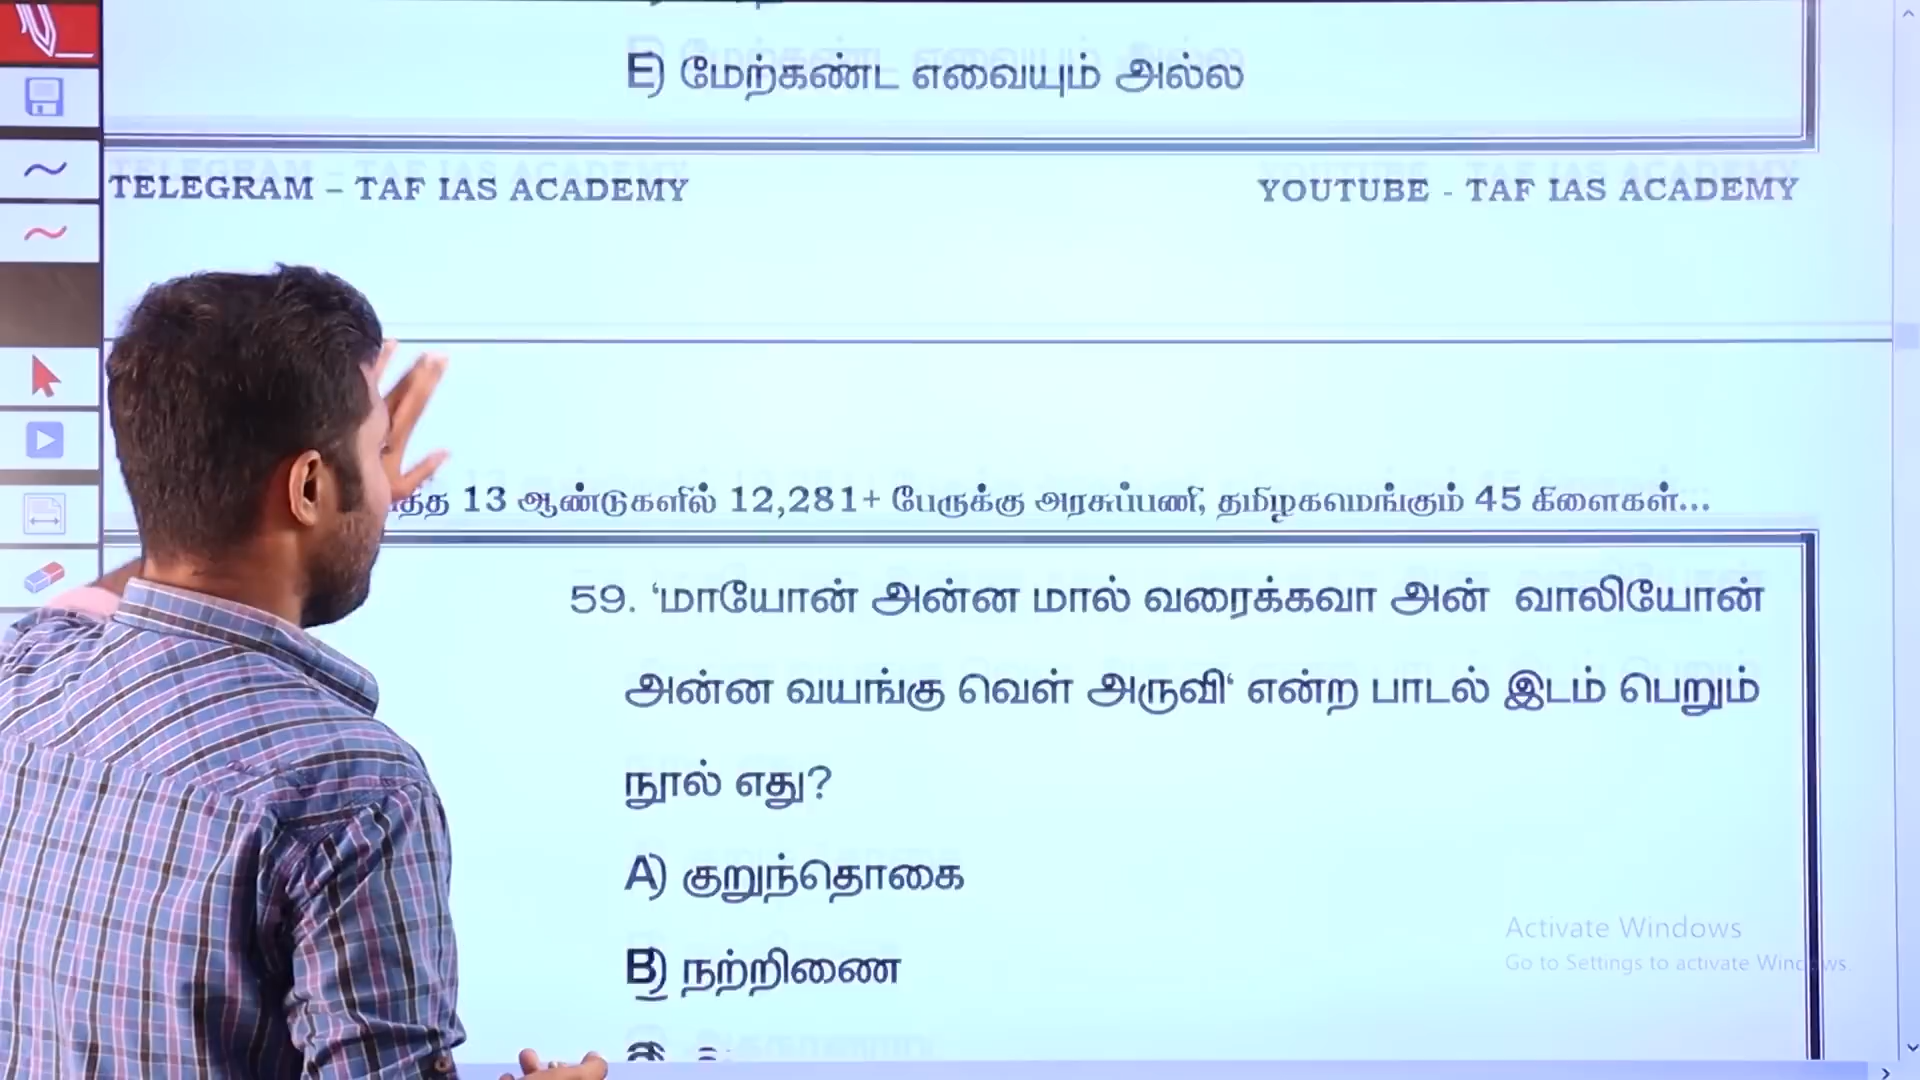 E) மேற்கண்ட எவையும் அல்ல
TELEGRAM – TAF IAS ACADEMY
YOUTUBE - TAF IAS ACADEMY
13 ஆண்டுகளில் 12,281+ பேருக்கு அரசுப்பணி, தமிழகமெங்கும் 45 கிளைகள்...
59. ‘மாயோன் அன்ன மால் வரைக்கவா அன் வாலியோன்
அன்ன வயங்கு வெள் அருவி‘ என்ற பாடல் இடம் பெறும்
நூல் எது?
A) குறுந்தொகை
B) நற்றிணை
Activate Windows
Go to Settings to activate Windows.